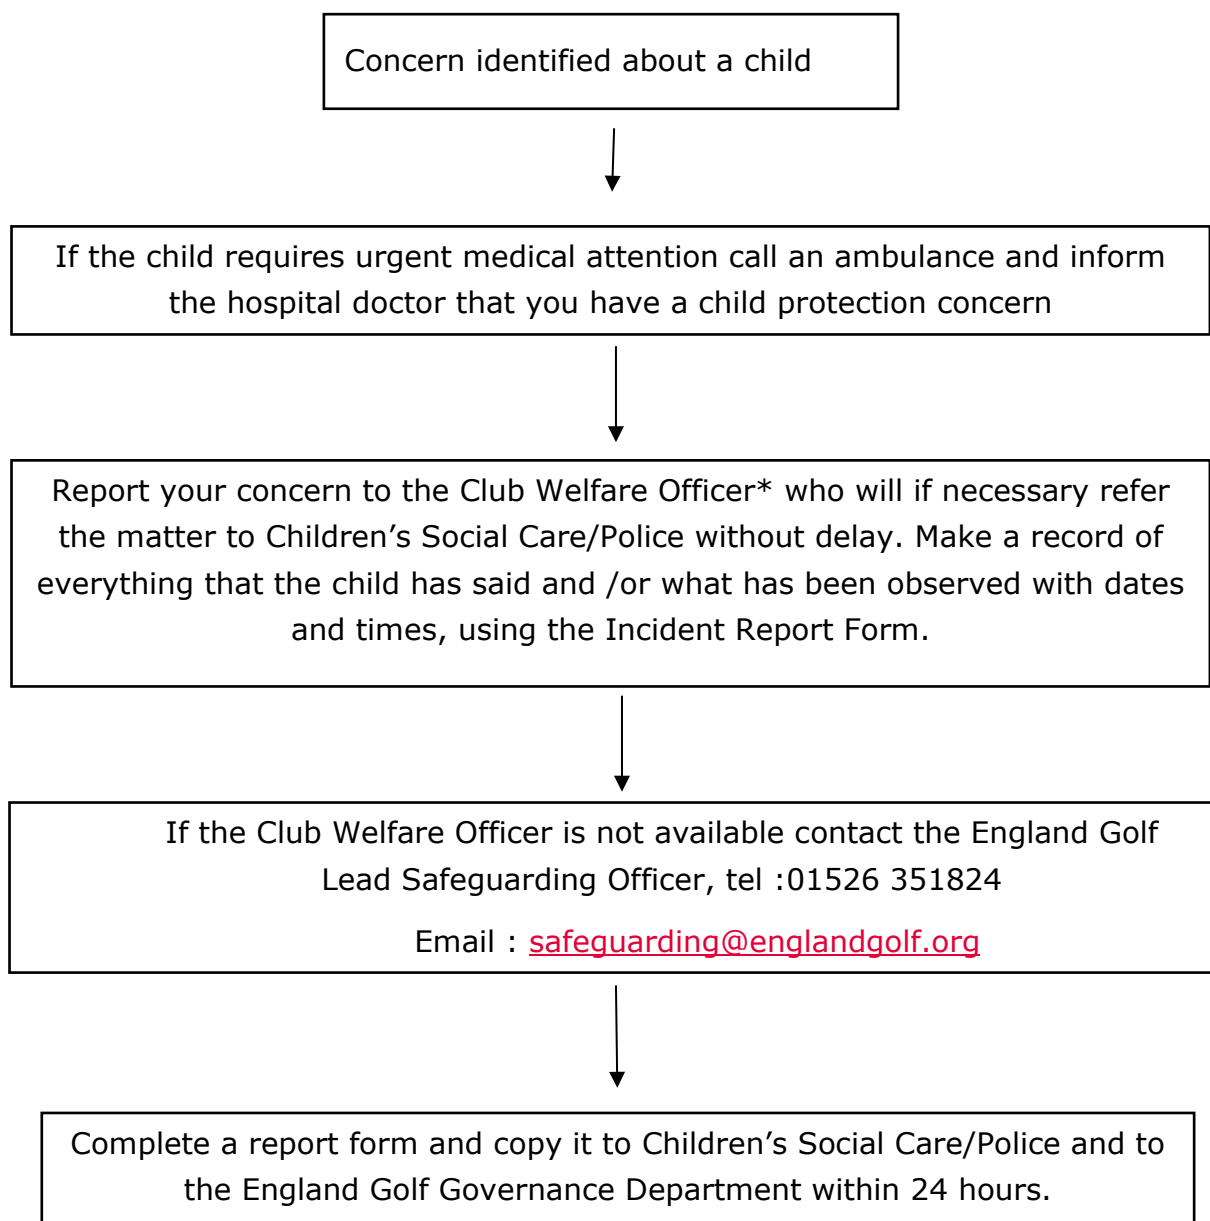 Concern identified about a child
If the child requires urgent medical attention call an ambulance and inform
the hospital doctor that you have a child protection concern
Report your concern to the Club Welfare Officer* who will if necessary refer
the matter to Children’s Social Care/Police without delay. Make a record of
everything that the child has said and /or what has been observed with dates
and times, using the Incident Report Form.
If the Club Welfare Officer is not available contact the England Golf
Lead Safeguarding Officer, tel :01526 351824
Email : safeguarding@englandgolf.org
Complete a report form and copy it to Children’s Social Care/Police and to
the England Golf Governance Department within 24 hours.